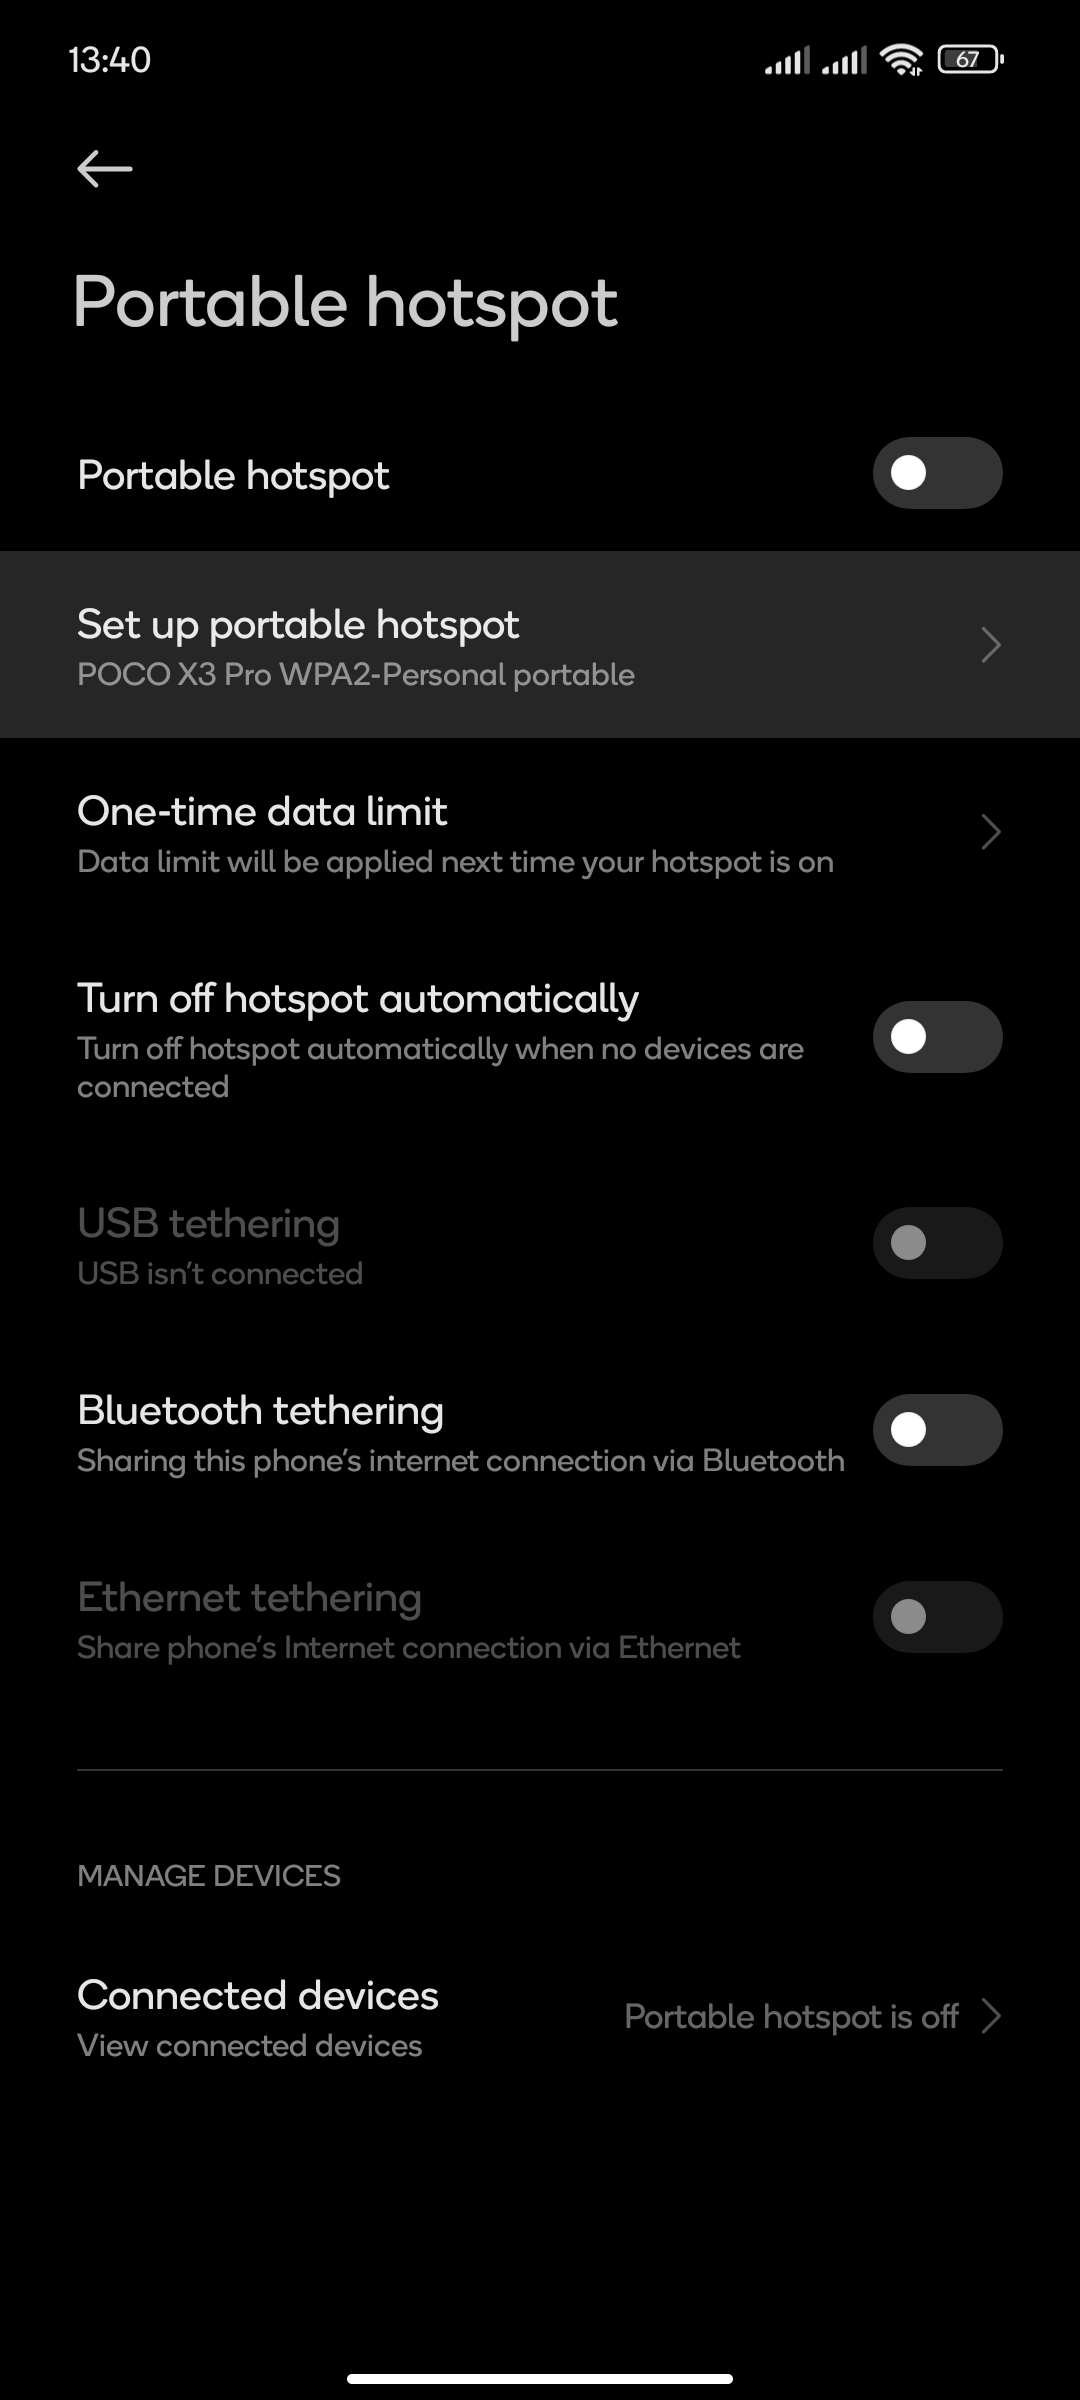 13:40
67
Portable hotspot
Portable hotspot
Set up portable hotspot
POCO X3 Pro WPA2-Personal portable
One-time data limit
Data limit will be applied next time your hotspot is on
Turn off hotspot automatically
Turn off hotspot automatically when no devices are
connected
USB tethering
USB isn’t connected
Bluetooth tethering
Sharing this phone’s internet connection via Bluetooth
Ethernet tethering
Share phone’s Internet connection via Ethernet
MANAGE DEVICES
Connected devices
View connected devices
Portable hotspot is off